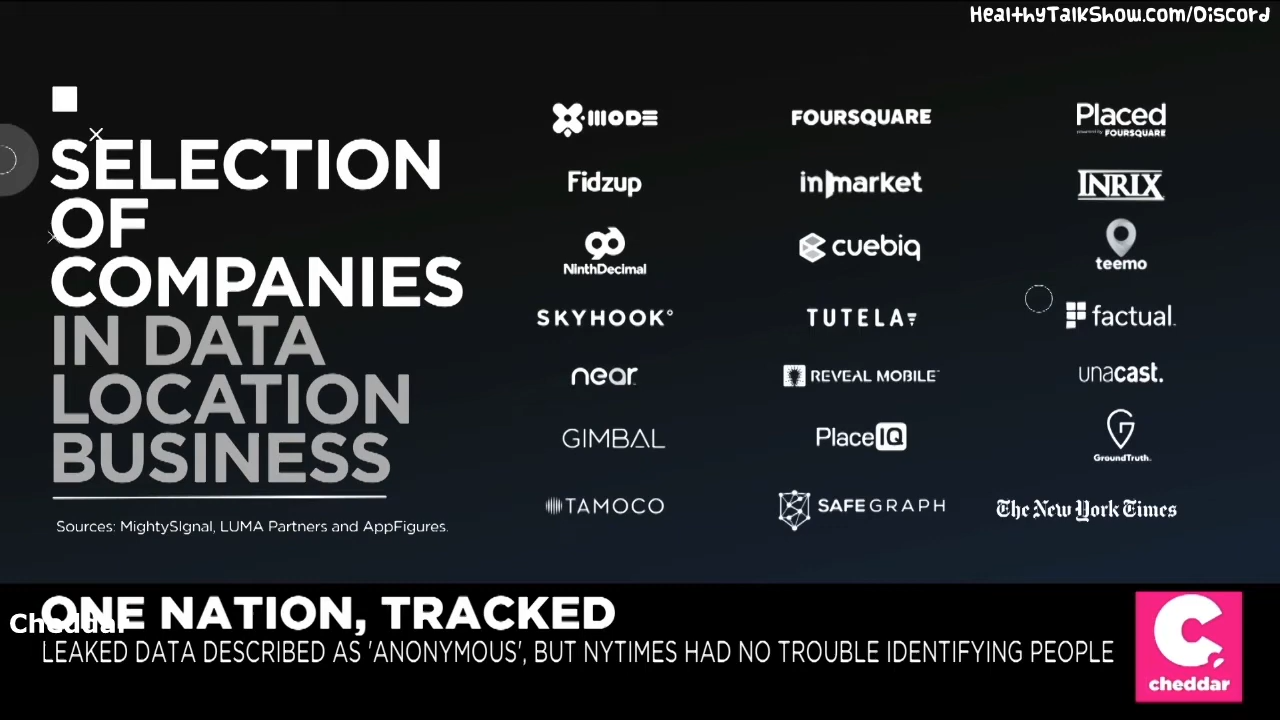 HealthyTalkShow.com/Discord
SELECTION
OF
COMPANIES
IN DATA
LOCATION
BUSINESS
Sources: MightySIgnal, LUMA Partners and AppFigures.
X-MODE FOURSQUARE Placed
powered by FOURSQUARE
Fidzup inmarket INRIX
NinthDecimal cuebiq teemo
SKYHOOK TUTELA factual.
near reveal mobile unacast.
GIMBAL PlaceIQ GroundTruth.
TAMOCO SAFEGRAPH The New York Times
ONE NATION, TRACKED
Cheddar
LEAKED DATA DESCRIBED AS 'ANONYMOUS', BUT NYTIMES HAD NO TROUBLE IDENTIFYING PEOPLE
cheddar